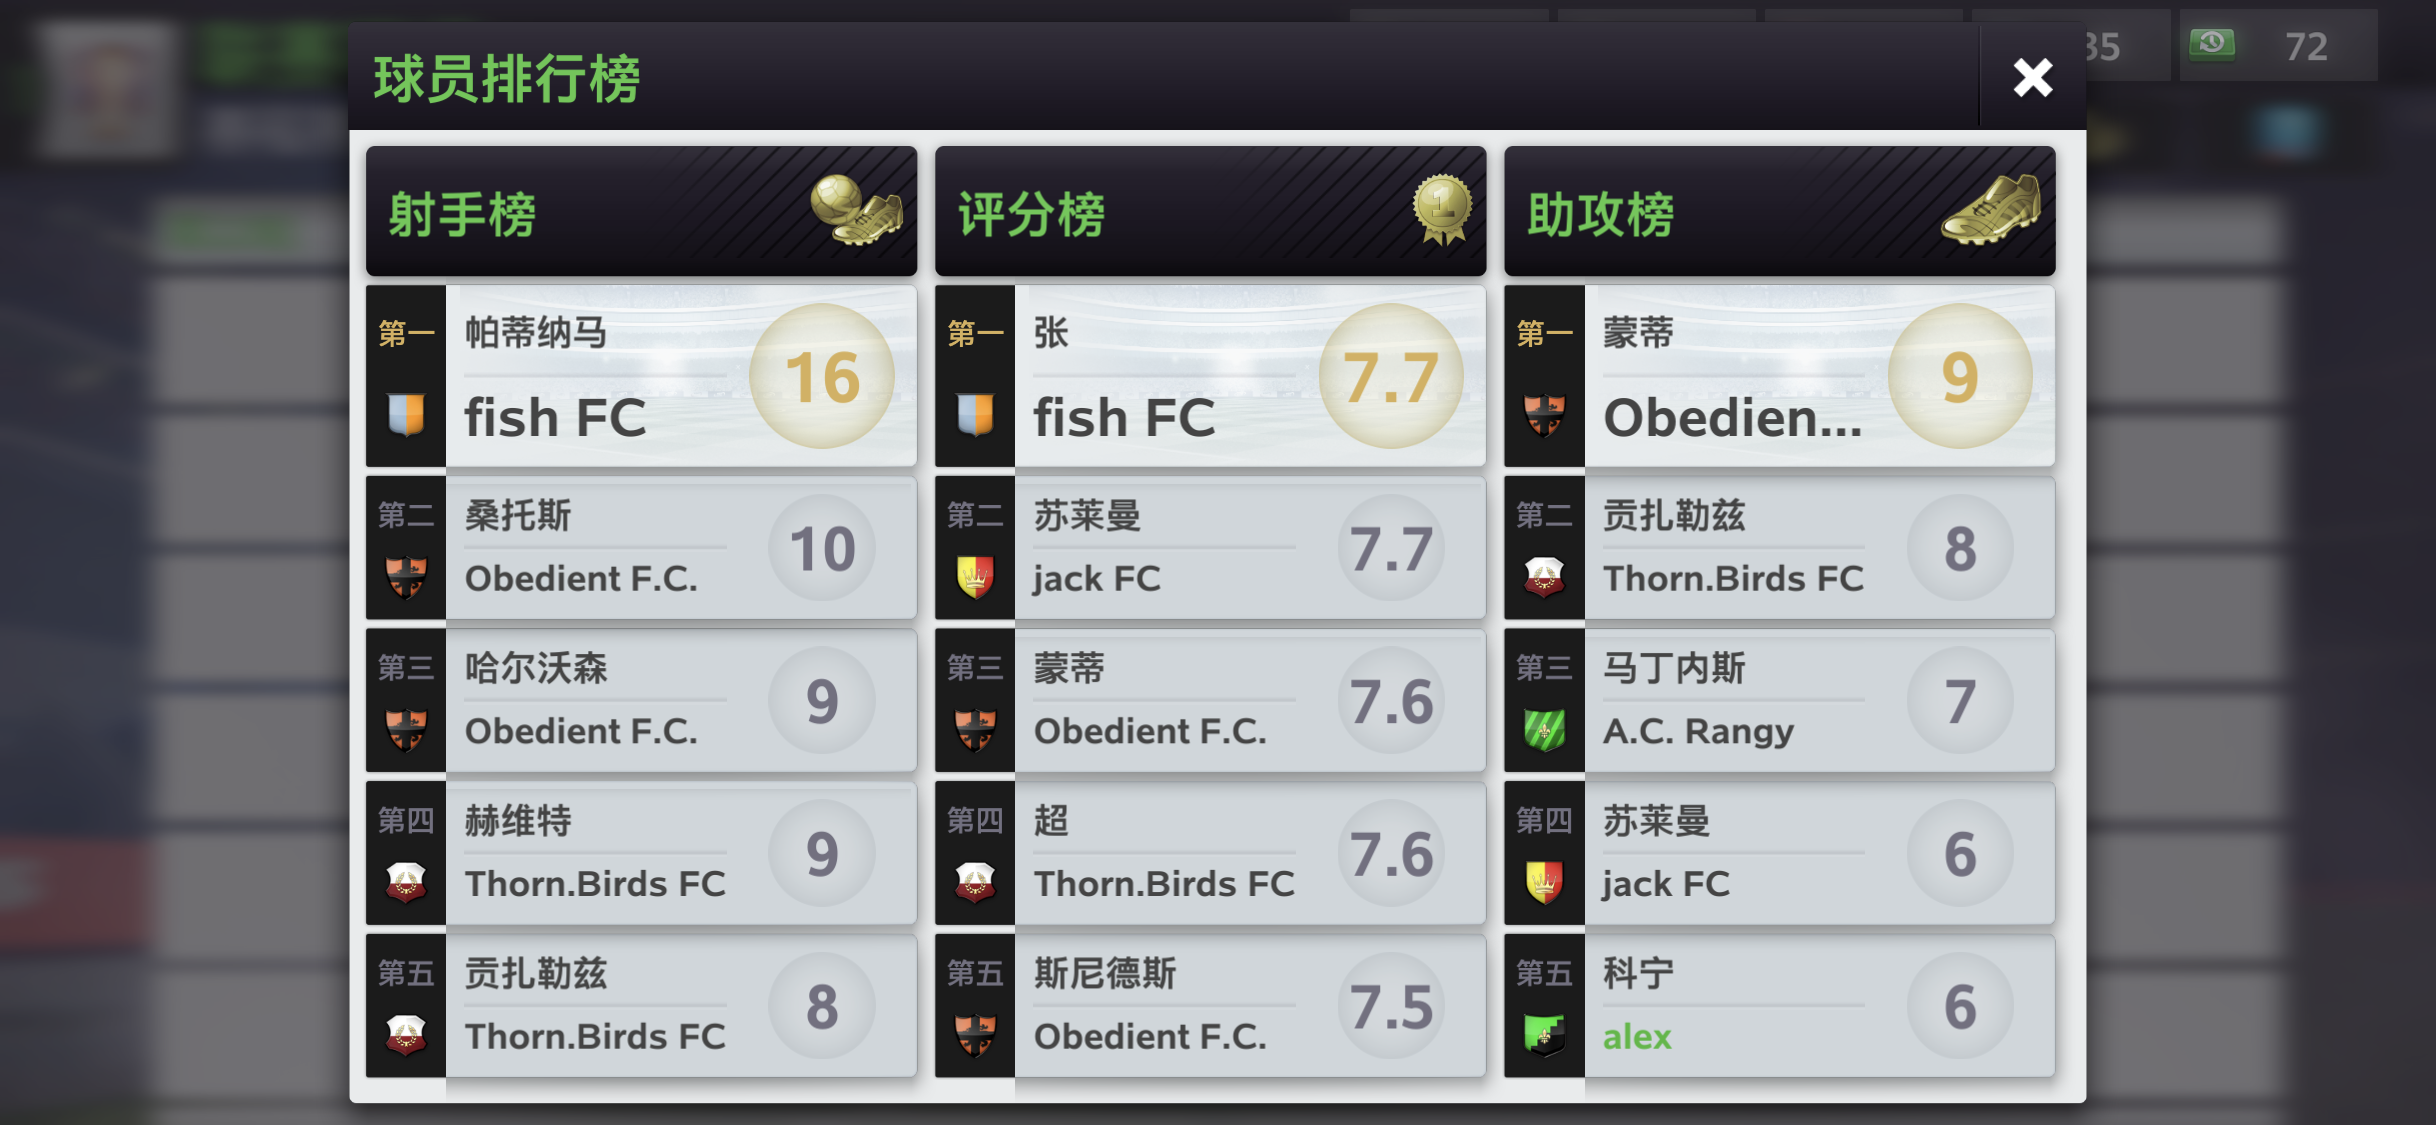 球员排行榜
72
射手榜
第一
帕蒂纳马
fish FC
16
第二
桑托斯
Obedient F.C.
10
第三
哈尔沃森
Obedient F.C.
9
第四
赫维特
Thorn.Birds FC
9
第五
贡扎勒兹
Thorn.Birds FC
8
评分榜
1
第一
张
fish FC
7.7
第二
苏莱曼
jack FC
7.7
第三
蒙蒂
Obedient F.C.
7.6
第四
超
Thorn.Birds FC
7.6
第五
斯尼德斯
Obedient F.C.
7.5
助攻榜
第一
蒙蒂
Obedien...
9
第二
贡扎勒兹
Thorn.Birds FC
8
第三
马丁内斯
A.C. Rangy
7
第四
苏莱曼
jack FC
6
第五
科宁
alex
6